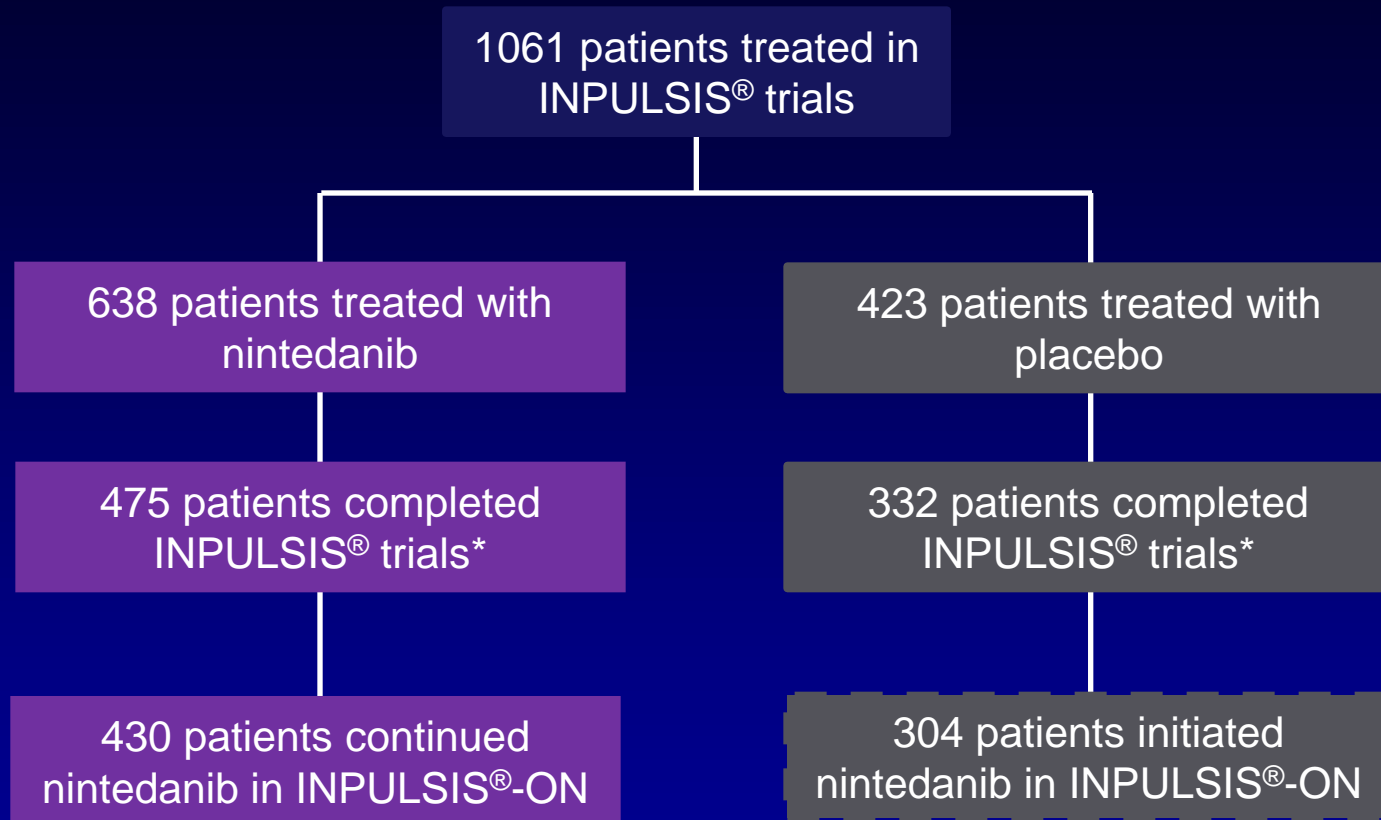 1061 patients treated in
INPULSIS® trials
638 patients treated with
nintedanib
423 patients treated with
placebo
475 patients completed
INPULSIS® trials*
332 patients completed
INPULSIS® trials*
430 patients continued
nintedanib in INPULSIS®-ON
304 patients initiated
nintedanib in INPULSIS®-ON